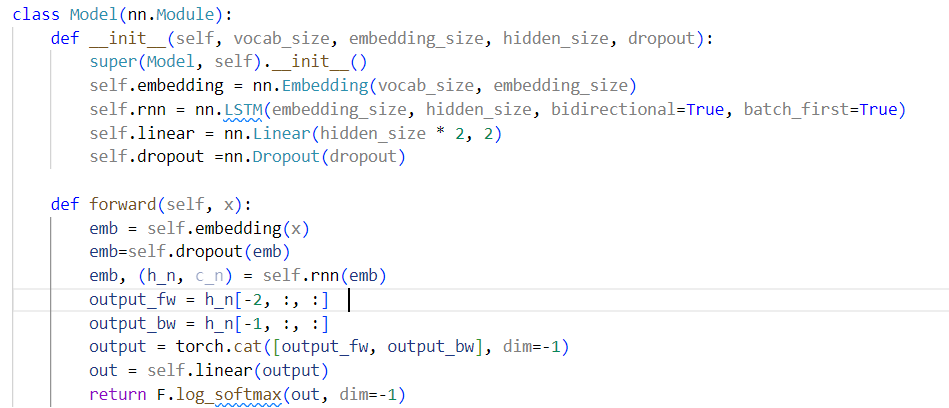 class Model(nn.Module):
    def __init__(self, vocab_size, embedding_size, hidden_size, dropout):
        super(Model, self).__init__()
        self.embedding = nn.Embedding(vocab_size, embedding_size)
        self.rnn = nn.LSTM(embedding_size, hidden_size, bidirectional=True, batch_first=True)
        self.linear = nn.Linear(hidden_size * 2, 2)
        self.dropout =nn.Dropout(dropout)

    def forward(self, x):
        emb = self.embedding(x)
        emb=self.dropout(emb)
        emb, (h_n, c_n) = self.rnn(emb)
        output_fw = h_n[-2, :, :]
        output_bw = h_n[-1, :, :]
        output = torch.cat([output_fw, output_bw], dim=-1)
        out = self.linear(output)
        return F.log_softmax(out, dim=-1)